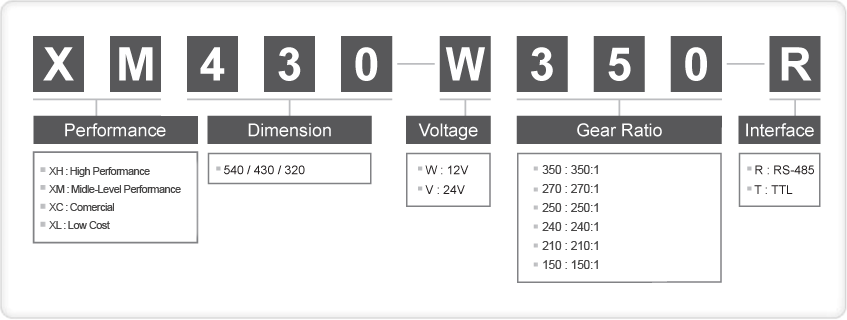 X M 4 3 0 W 3 5 0 R
Performance Dimension Voltage Gear Ratio Interface
XH : High Performance
XM : Midle-Level Performance
XC : Comercial
XL : Low Cost
540 / 430 / 320
W : 12V
V : 24V
350 : 350:1
270 : 270:1
250 : 250:1
240 : 240:1
210 : 210:1
150 : 150:1
R : RS-485
T : TTL